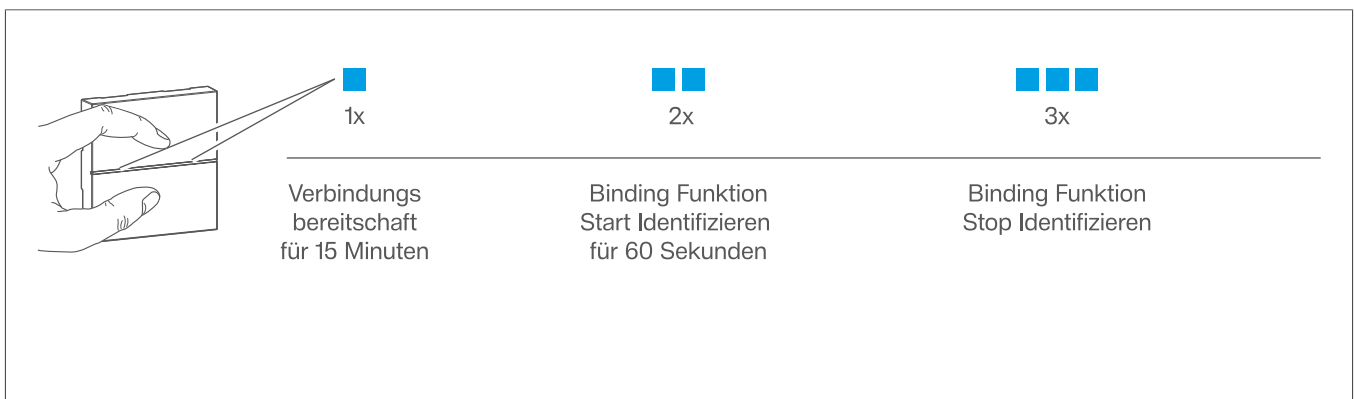 1x
2x
3x
Verbindungs
bereitschaft
für 15 Minuten
Binding Funktion
Start Identifizieren
für 60 Sekunden
Binding Funktion
Stop Identifizieren